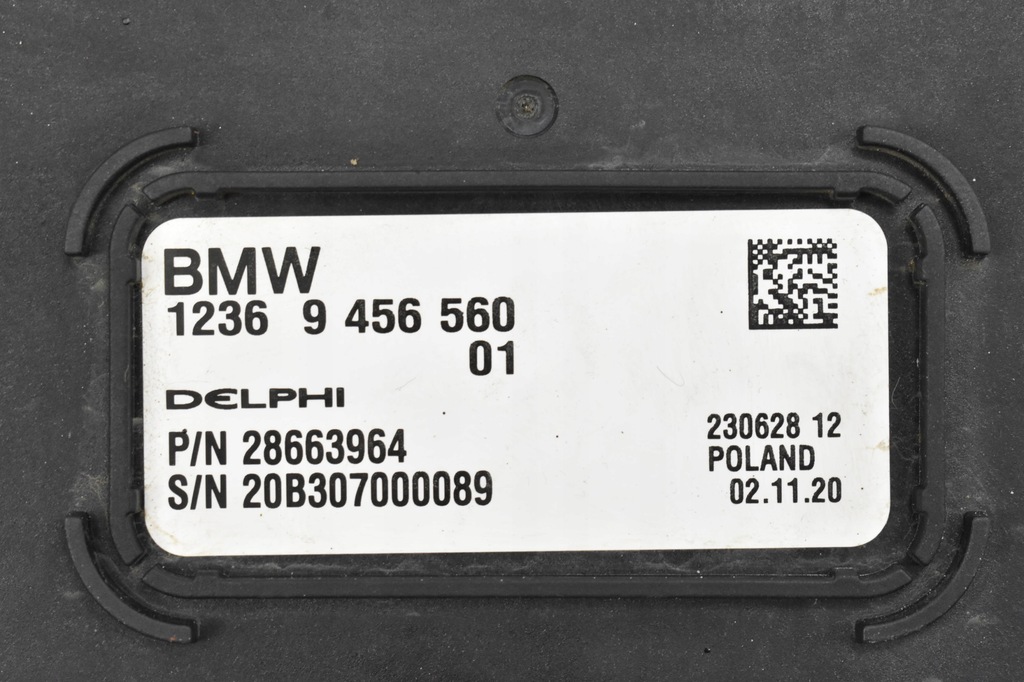 BMW
1236 9 456 560
01
DELPHI
P/N 28663964
S/N 20B307000089
230628 12
POLAND
02.11.20